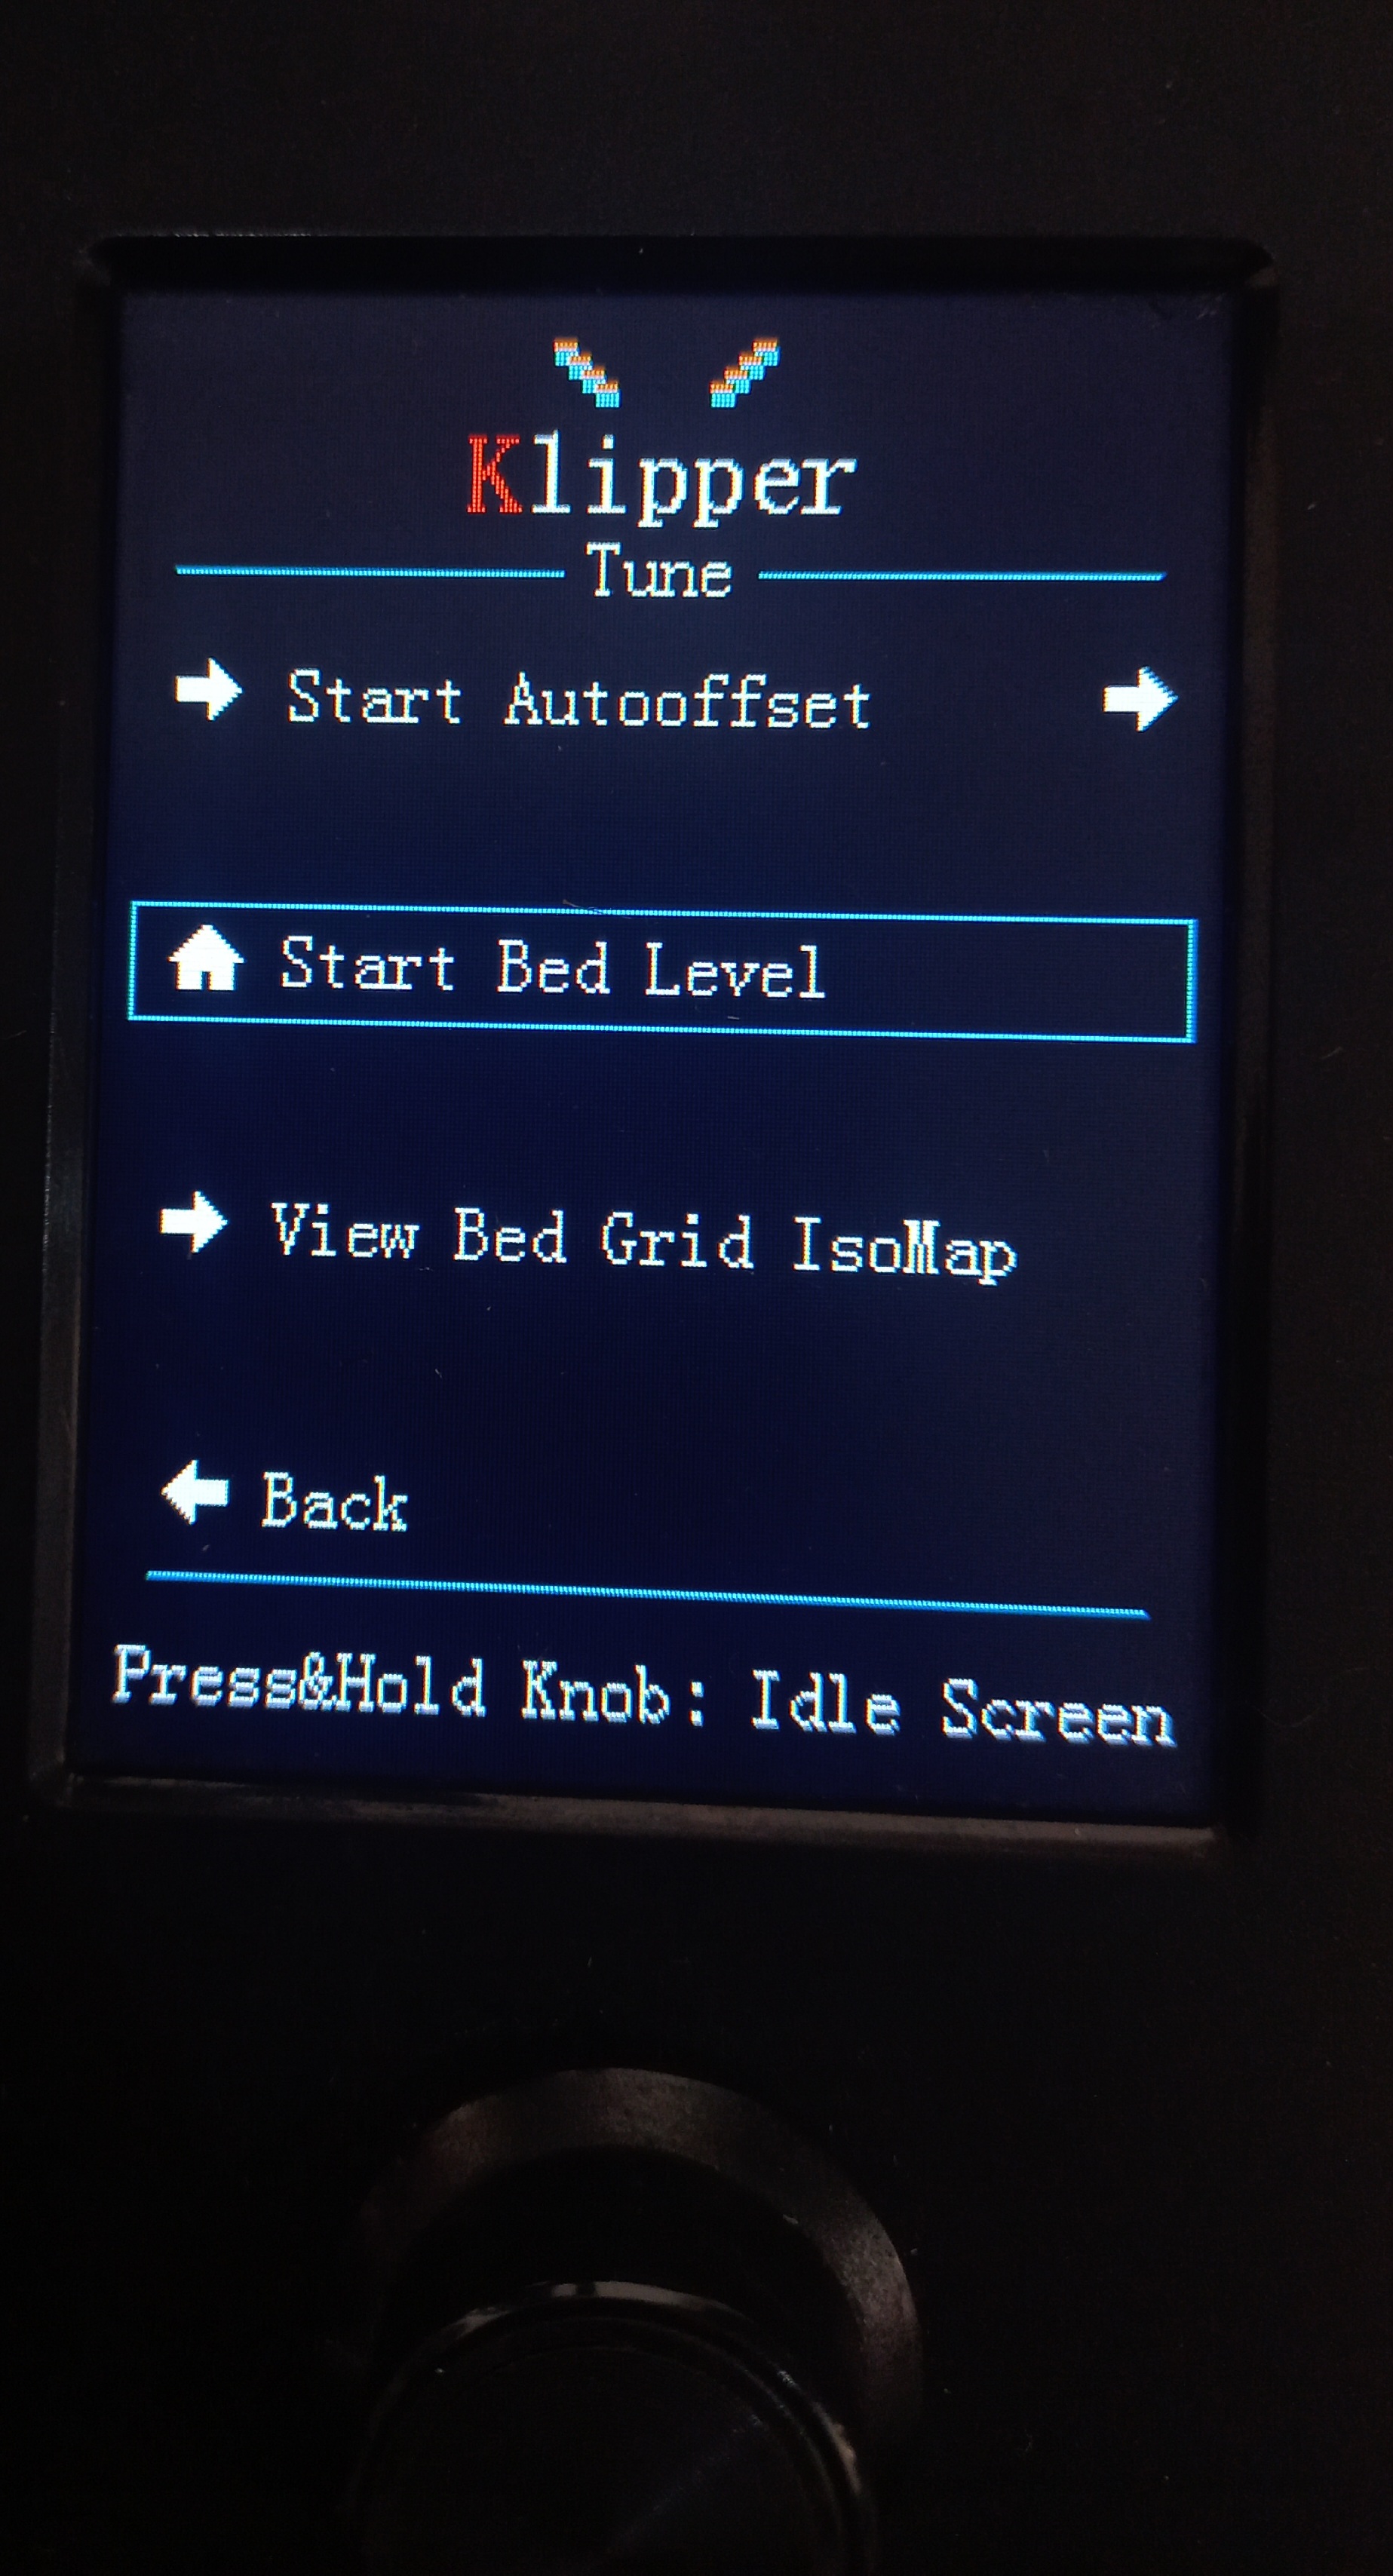 Klipper
Tune
Start Autooffset
Start Bed Level
View Bed Grid IsoMap
Back
Press&Hold Knob: Idle Screen